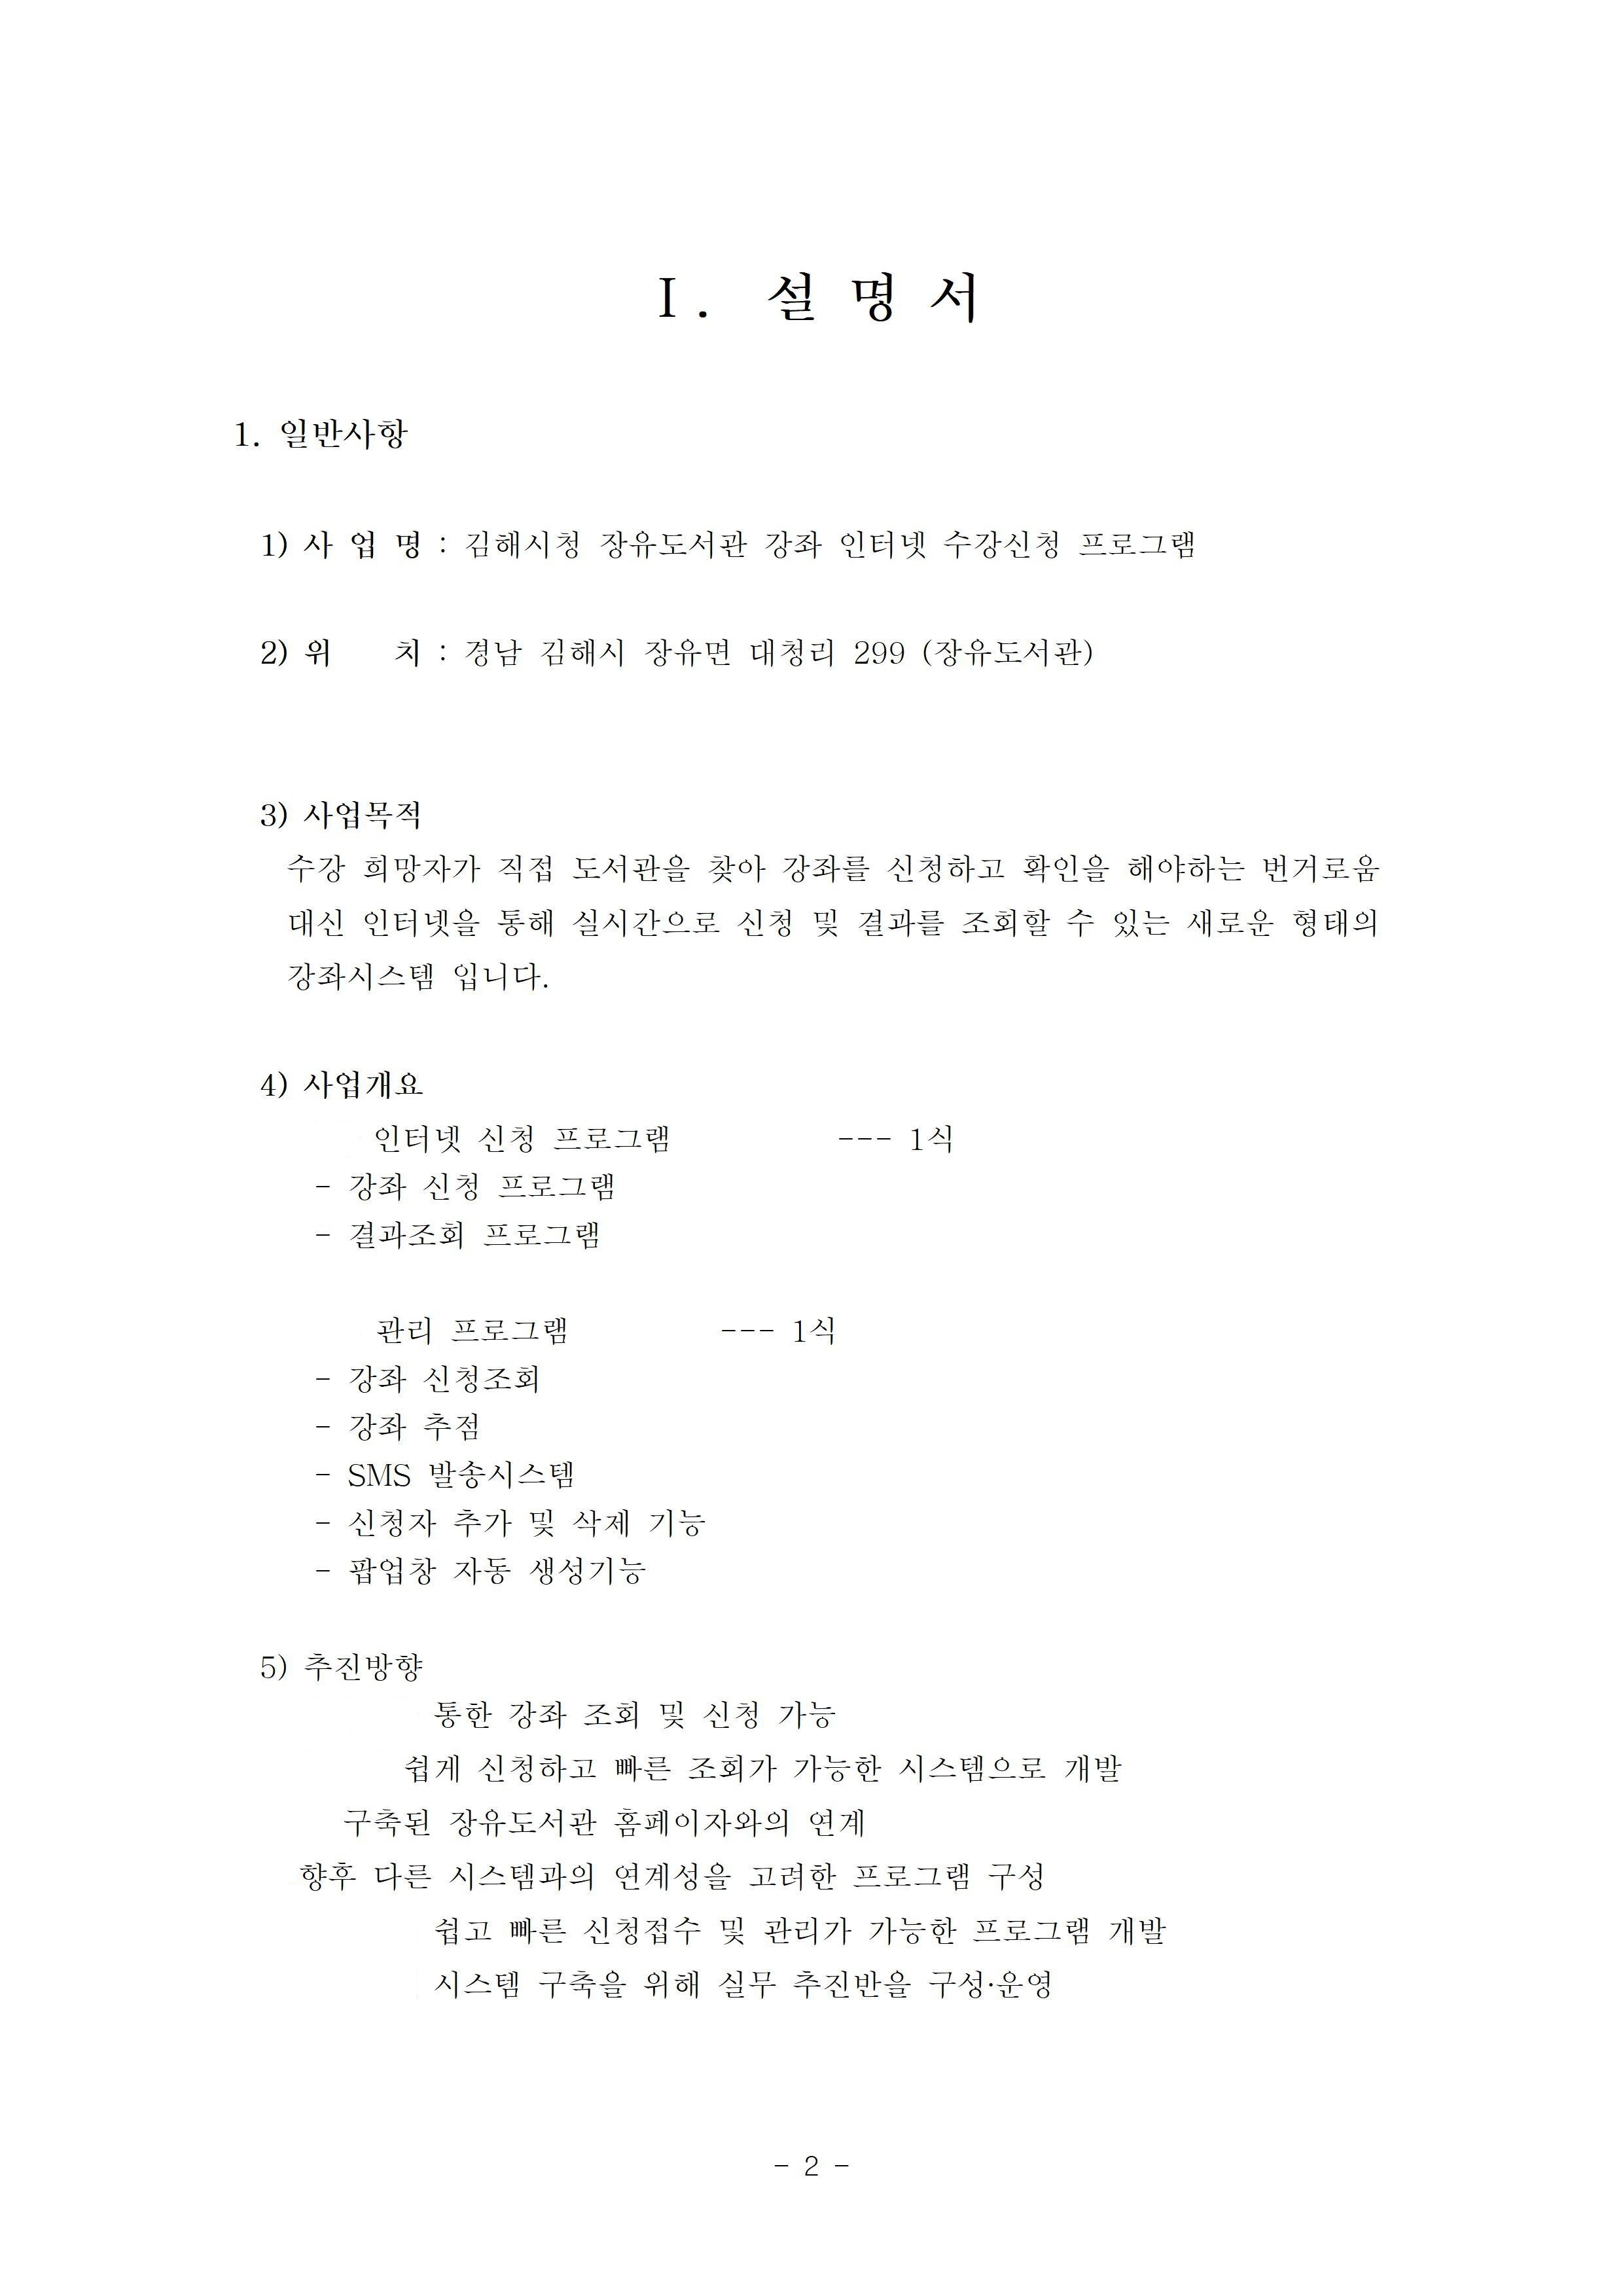 I. 설 명 서
1. 일반사항
1) 사 업 명 : 김해시청 장유도서관 강좌 인터넷 수강신청 프로그램
2) 위 치 : 경남 김해시 장유면 대청리 299 (장유도서관)
3) 사업목적
수강 희망자가 직접 도서관을 찾아 강좌를 신청하고 확인을 해야하는 번거로움
대신 인터넷을 통해 실시간으로 신청 및 결과를 조회할 수 있는 새로운 형태의
강좌시스템 입니다.
4) 사업개요
인터넷 신청 프로그램 --- 1식
- 강좌 신청 프로그램
- 결과조회 프로그램
관리 프로그램 --- 1식
- 강좌 신청조회
- 강좌 추점
- SMS 발송시스템
- 신청자 추가 및 삭제 기능
- 팝업창 자동 생성기능
5) 추진방향
통한 강좌 조회 및 신청 가능
쉽게 신청하고 빠른 조회가 가능한 시스템으로 개발
구축된 장유도서관 홈페이자와의 연계
향후 다른 시스템과의 연계성을 고려한 프로그램 구성
쉽고 빠른 신청접수 및 관리가 가능한 프로그램 개발
시스템 구축을 위해 실무 추진반을 구성·운영
- 2 -